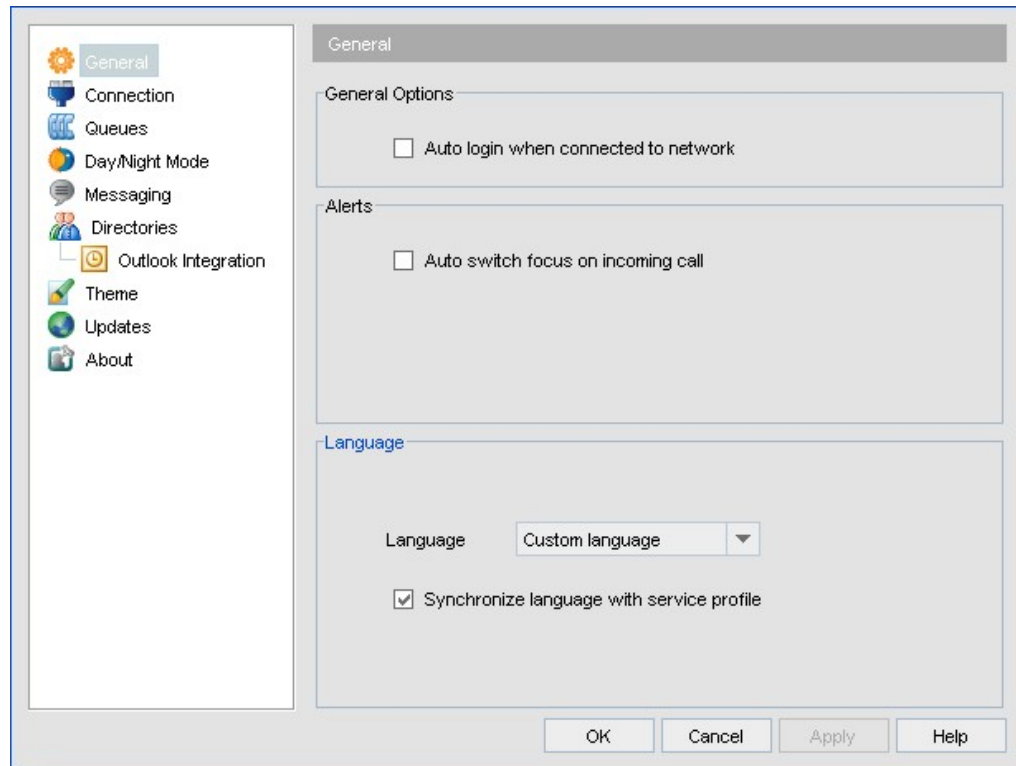 General
Connection
Queues
Day/Night Mode
Messaging
Directories
Outlook Integration
Theme
Updates
About
General
General Options
Auto login when connected to network
Alerts
Auto switch focus on incoming call
Language
Language Custom language
Synchronize language with service profile
OK Cancel Apply Help